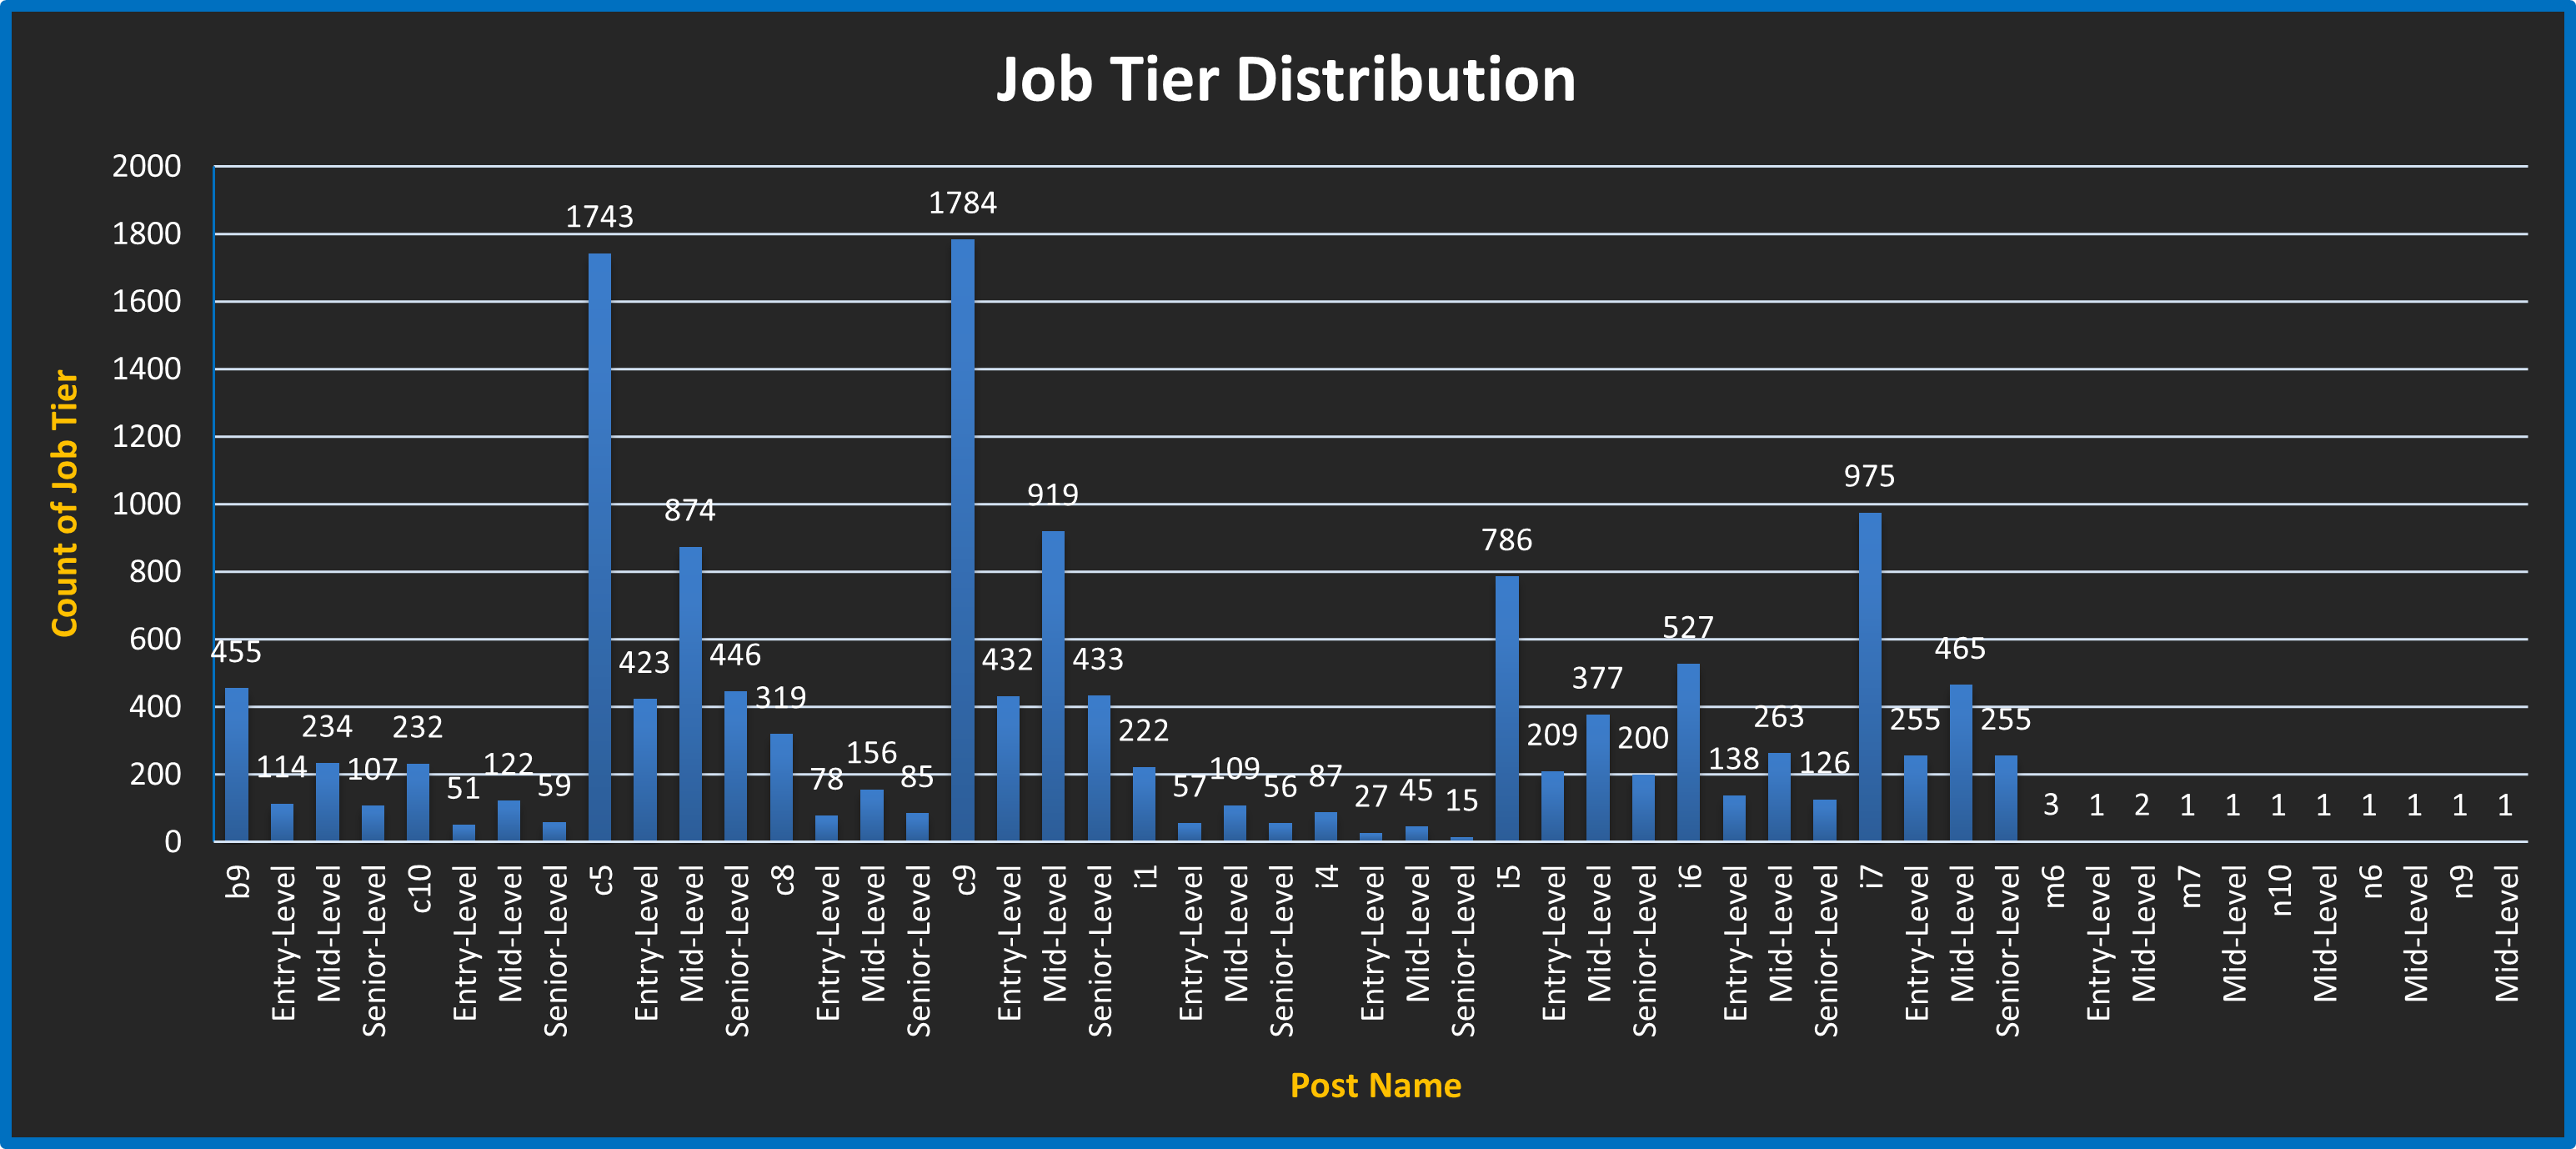 Job Tier Distribution
2000
1800
1600
1400
1200
1000
800
600
400
200
0
Count of Job Tier
455
114
234
107
232
51
122
59
1743
423
874
446
319
78
156
85
1784
432
919
433
222
57
109
56
87
27
45
15
786
209
377
200
527
138
263
126
975
255
465
255
3
1
2
1
1
1
1
1
1
1
1
b9
Entry-Level
Mid-Level
Senior-Level
c10
Entry-Level
Mid-Level
Senior-Level
c5
Entry-Level
Mid-Level
Senior-Level
c8
Entry-Level
Mid-Level
Senior-Level
c9
Entry-Level
Mid-Level
Senior-Level
i1
Entry-Level
Mid-Level
Senior-Level
i4
Entry-Level
Mid-Level
Senior-Level
i5
Entry-Level
Mid-Level
Senior-Level
i6
Entry-Level
Mid-Level
Senior-Level
i7
Entry-Level
Mid-Level
Senior-Level
m6
Entry-Level
Mid-Level
m7
Mid-Level
n10
Mid-Level
n6
Mid-Level
n9
Mid-Level
Post Name